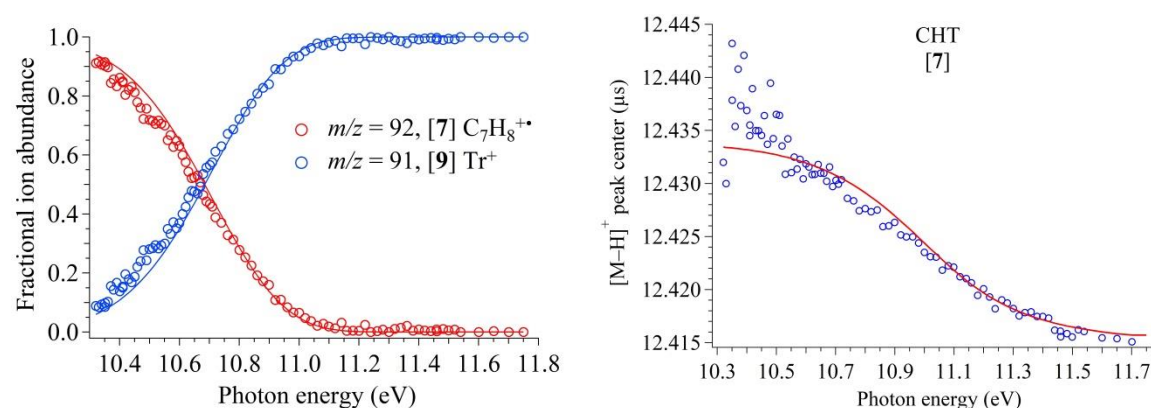 1.0
0.8
0.6
0.4
0.2
0.0
Fractional ion abundance
m/z = 92, [7] C₇H₈⁺•
m/z = 91, [9] Tr⁺
10.4 10.6 10.8 11.0 11.2 11.4 11.6 11.8
Photon energy (eV)
12.445
12.440
12.435
12.430
12.425
12.420
12.415
[M–H]⁺ peak center (μs)
CHT
[7]
10.3 10.5 10.7 10.9 11.1 11.3 11.5 11.7
Photon energy (eV)